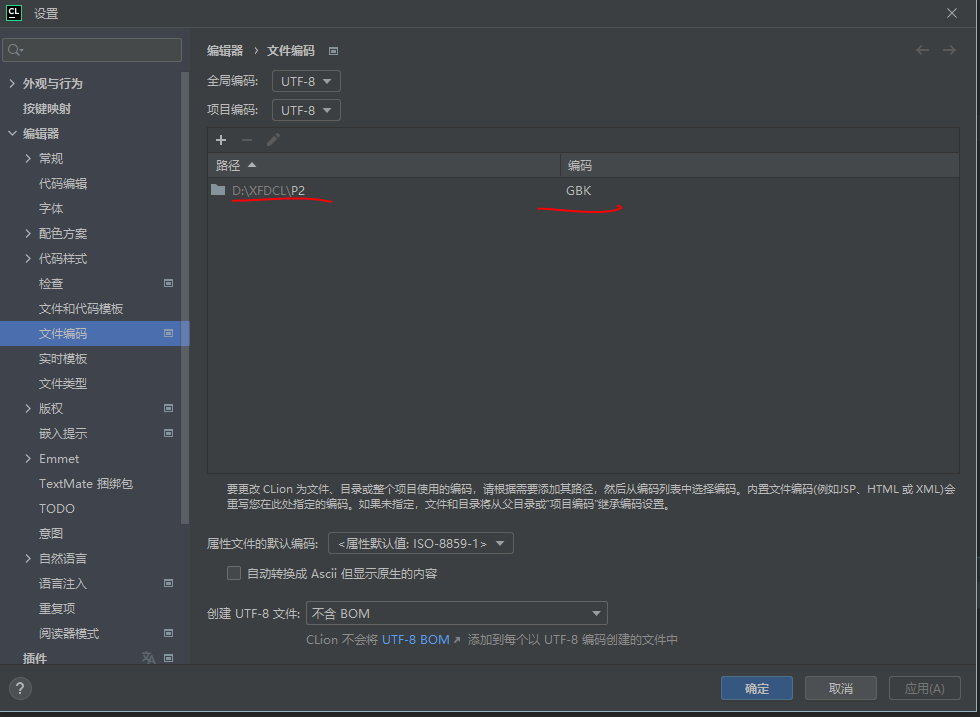 CL 设置
编辑器 › 文件编码
外观与行为
按键映射
编辑器
常规
代码编辑
字体
配色方案
代码样式
检查
文件和代码模板
文件编码
实时模板
文件类型
版权
嵌入提示
Emmet
TextMate 捆绑包
TODO
意图
自然语言
语言注入
重复项
阅读器模式
插件
全局编码: UTF-8
项目编码: UTF-8
路径 编码
D:\XFDCL\P2 GBK
要更改 CLion 为文件、目录或整个项目使用的编码，请根据需要添加其路径，然后从编码列表中选择编码。内置文件编码(例如JSP、HTML 或 XML)会
重写您在此处指定的编码。如果未指定，文件和目录将从父目录或"项目编码"继承编码设置。
属性文件的默认编码: <属性默认值: ISO-8859-1>
自动转换成 Ascii 但显示原生的内容
创建 UTF-8 文件: 不含 BOM
CLion 不会将 UTF-8 BOM ↗ 添加到每个以 UTF-8 编码创建的文件中
? 确定 取消 应用(A)